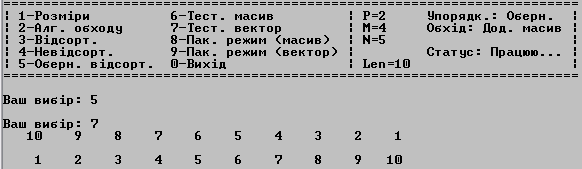 ================================================================================
| 1-Розміри 6-Тест. масив | P=2 Упорядк.: Оберн. |
| 2-Алг. обходу 7-Тест. вектор | M=4 Обхід: Дод. масив |
| 3-Відсорт. 8-Пак. режим (масив) | N=5 |
| 4-Невідсорт. 9-Пак. режим (вектор) | Статус: Працюю... |
| 5-Оберн. відсорт. 0-Вихід | Len=10 |
================================================================================
Ваш вибір: 5
Ваш вибір: 7
10 9 8 7 6 5 4 3 2 1
1 2 3 4 5 6 7 8 9 10